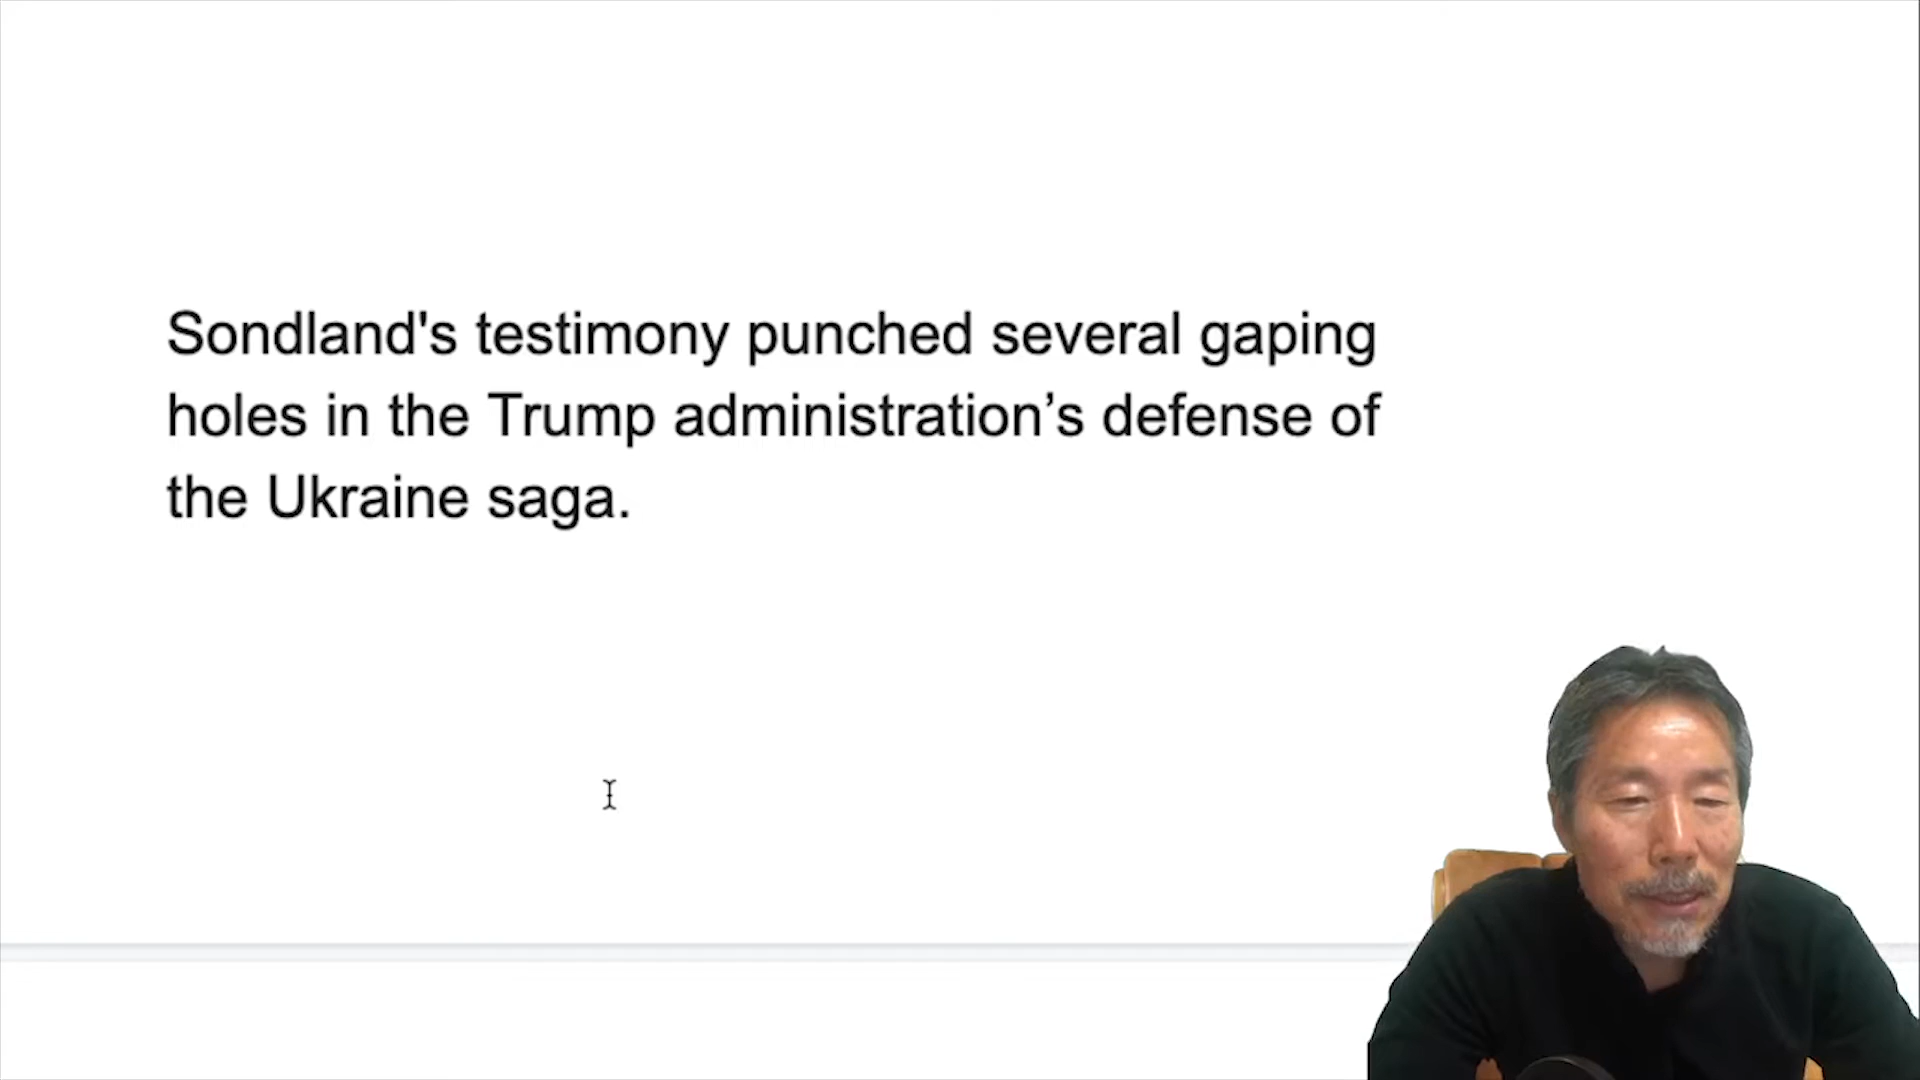 Sondland's testimony punched several gaping
holes in the Trump administration’s defense of
the Ukraine saga.